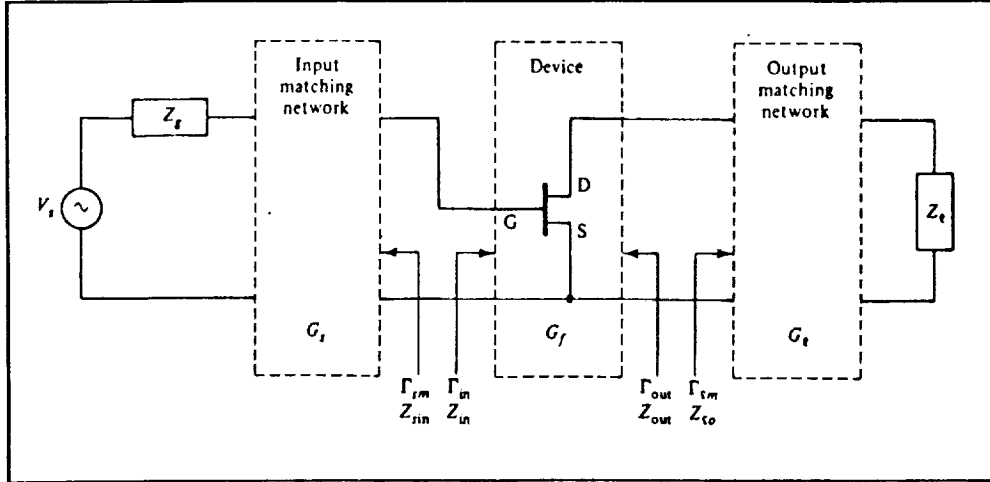 Input
matching
network
Device
Output
matching
network
Z_g
V_s
~
D
G
S
Z_ℓ
G_s
G_f
G_ℓ
Γ_sm Γ_in Γ_out Γ_ℓm
Z_sin Z_in Z_out Z_ℓo